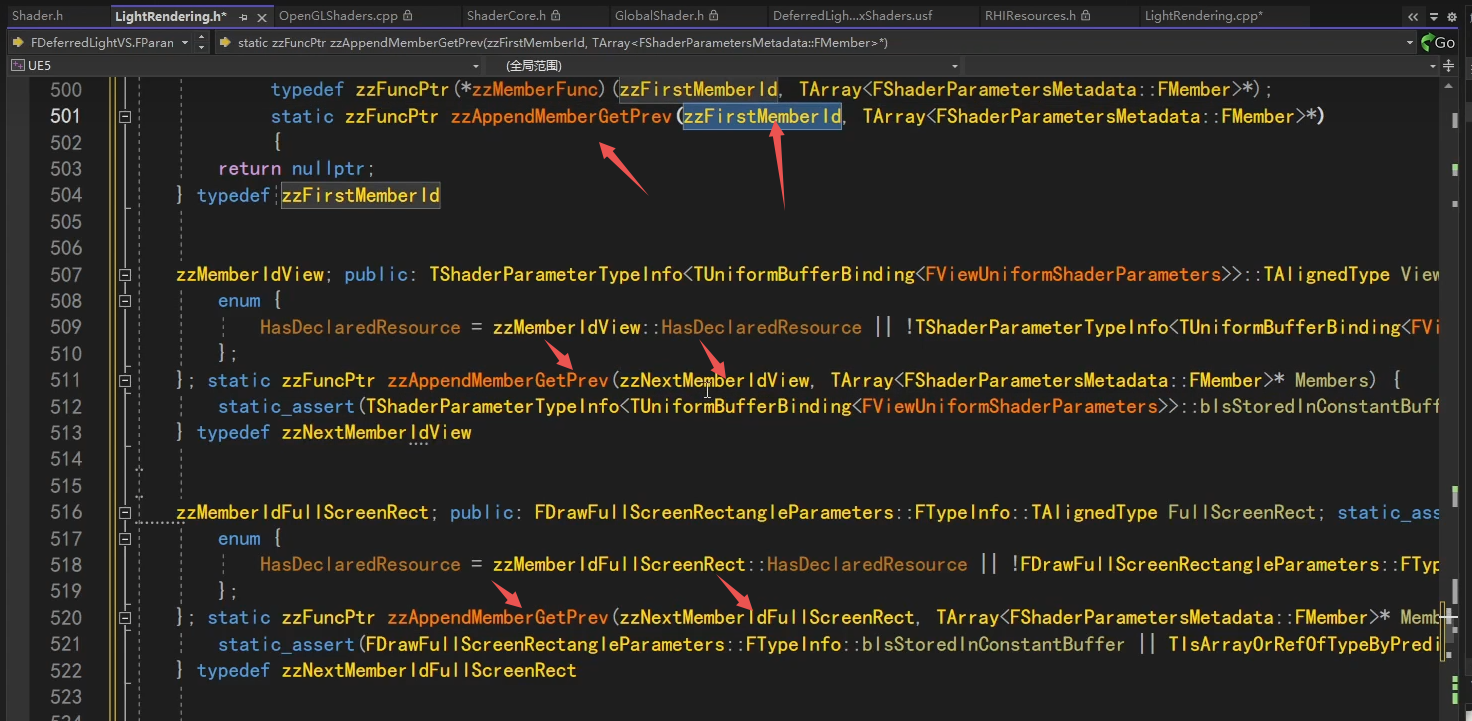 Shader.h LightRendering.h* OpenGLShaders.cpp ShaderCore.h GlobalShader.h DeferredLigh...xShaders.usf RHIResources.h LightRendering.cpp*
FDeferredLightVS.FParan static zzFuncPtr zzAppendMemberGetPrev(zzFirstMemberId, TArray<FShaderParametersMetadata::FMember>*) Go
UE5 (全局范围)
500 typedef zzFuncPtr(*zzMemberFunc)(zzFirstMemberId, TArray<FShaderParametersMetadata::FMember>*);
501 static zzFuncPtr zzAppendMemberGetPrev(zzFirstMemberId, TArray<FShaderParametersMetadata::FMember>*)
502 {
503 return nullptr;
504 } typedef zzFirstMemberId
505
506
507 zzMemberIdView; public: TShaderParameterTypeInfo<TUniformBufferBinding<FViewUniformShaderParameters>>::TAlignedType View
508 enum {
509 HasDeclaredResource = zzMemberIdView::HasDeclaredResource || !TShaderParameterTypeInfo<TUniformBufferBinding<FVi
510 };
511 }; static zzFuncPtr zzAppendMemberGetPrev(zzNextMemberIdView, TArray<FShaderParametersMetadata::FMember>* Members) {
512 static_assert(TShaderParameterTypeInfo<TUniformBufferBinding<FViewUniformShaderParameters>>::bIsStoredInConstantBuff
513 } typedef zzNextMemberIdView
514
515
516 zzMemberIdFullScreenRect; public: FDrawFullScreenRectangleParameters::FTypeInfo::TAlignedType FullScreenRect; static_ass
517 enum {
518 HasDeclaredResource = zzMemberIdFullScreenRect::HasDeclaredResource || !FDrawFullScreenRectangleParameters::FTyp
519 };
520 }; static zzFuncPtr zzAppendMemberGetPrev(zzNextMemberIdFullScreenRect, TArray<FShaderParametersMetadata::FMember>* Memb
521 static_assert(FDrawFullScreenRectangleParameters::FTypeInfo::bIsStoredInConstantBuffer || TIsArrayOrRefOfTypeByPredi
522 } typedef zzNextMemberIdFullScreenRect
523